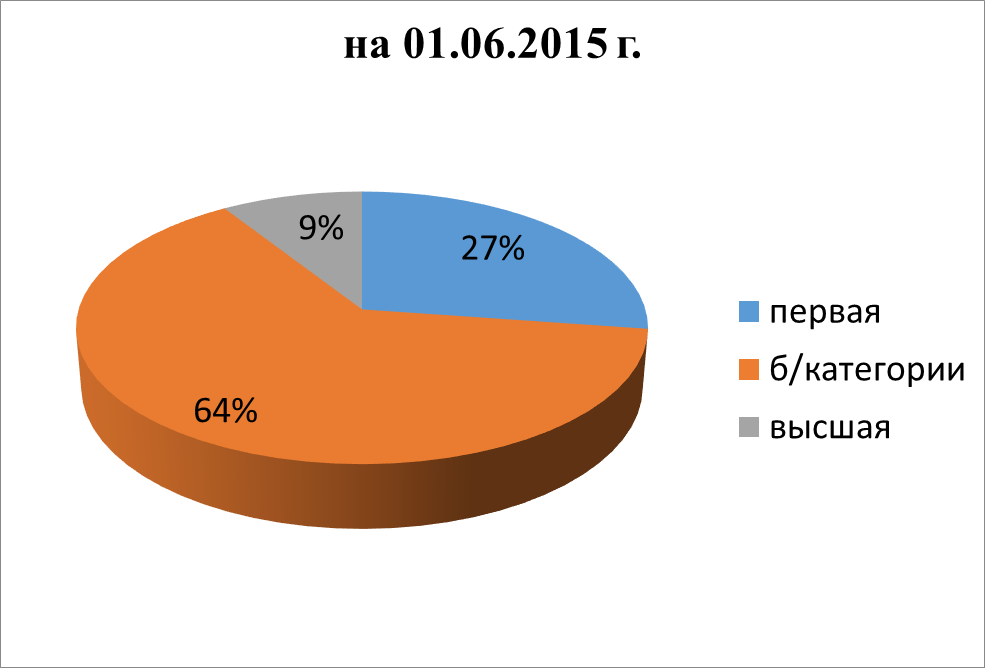 на 01.06.2015 г.
9%
27%
64%
первая
б/категории
высшая